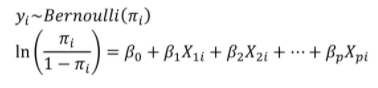 yᵢ~Bernoulli(πᵢ)
ln(πᵢ / (1 − πᵢ)) = β₀ + β₁X₁ᵢ + β₂X₂ᵢ + ⋯ + βₚXₚᵢ